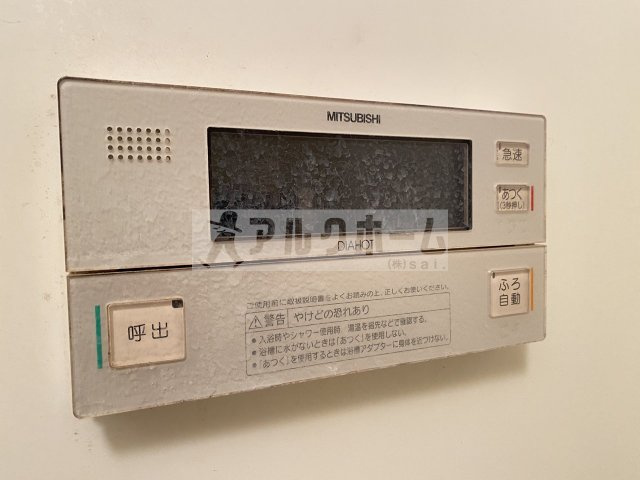 MITSUBISHI
急速
あつく
(3秒押し)
アルクホーム
(株)sai.
DIAHOT
ふろ
自動
呼出
ご使用前に取扱説明書をよくお読みの上、正しくお使いください。
警告 やけどの恐れあり
• 入浴時やシャワー使用時 湯温を指先などで確認する。
• 浴槽に水がないときは「あつく」を使用しない。
• 「あつく」を使用するときは浴槽アダプターに身体を近づけない。